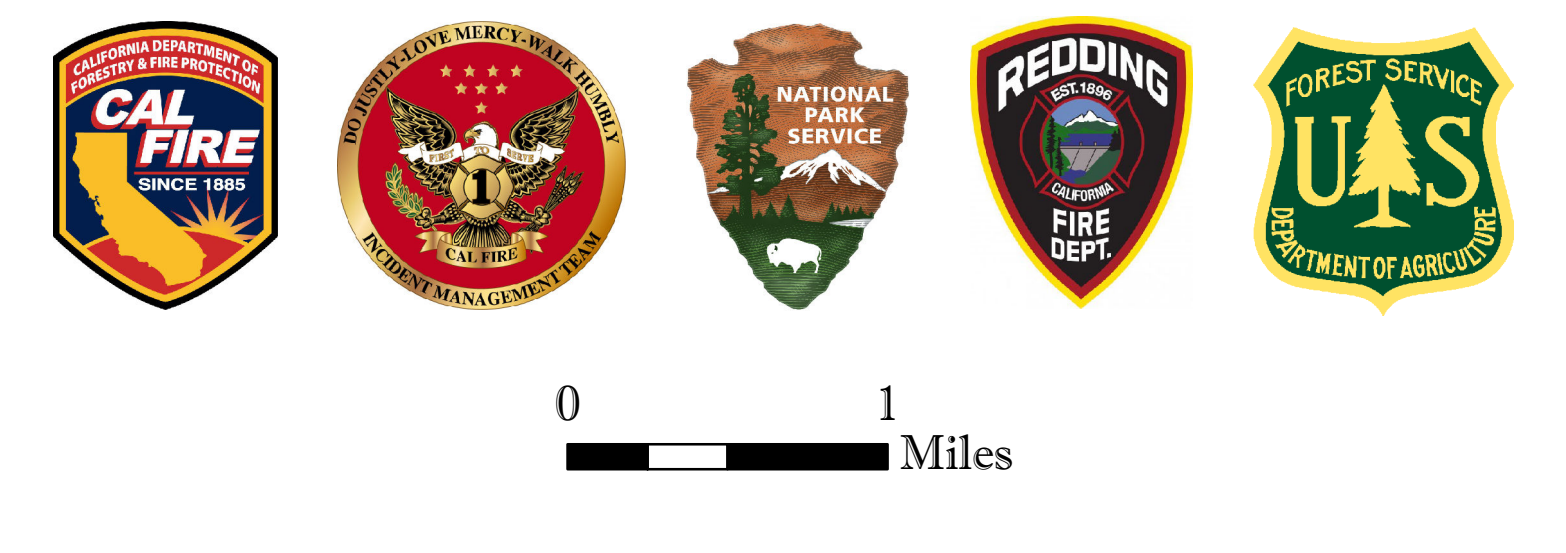 CALIFORNIA DEPARTMENT OF
FORESTRY & FIRE PROTECTION
CAL
FIRE
SINCE 1885
DO JUSTLY-LOVE MERCY-WALK HUMBLY
FIRST TO SERVE
1
CAL FIRE
INCIDENT MANAGEMENT TEAM
NATIONAL
PARK
SERVICE
REDDING
EST.1896
CALIFORNIA
FIRE
DEPT.
FOREST SERVICE
U S
DEPARTMENT OF AGRICULTURE
0 1
Miles